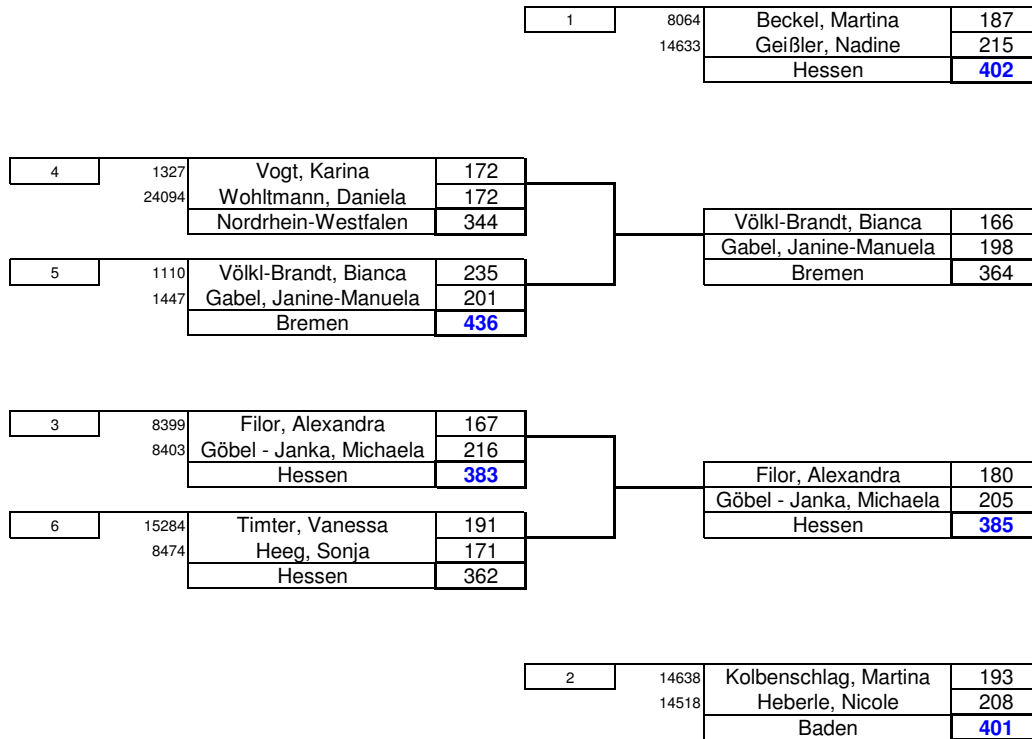 1 8064 Beckel, Martina 187
14633 Geißler, Nadine 215
Hessen 402
4 1327 Vogt, Karina 172
24094 Wohltmann, Daniela 172
Nordrhein-Westfalen 344
Völkl-Brandt, Bianca 166
Gabel, Janine-Manuela 198
Bremen 364
5 1110 Völkl-Brandt, Bianca 235
1447 Gabel, Janine-Manuela 201
Bremen 436
3 8399 Filor, Alexandra 167
8403 Göbel - Janka, Michaela 216
Hessen 383
Filor, Alexandra 180
Göbel - Janka, Michaela 205
Hessen 385
6 15284 Timter, Vanessa 191
8474 Heeg, Sonja 171
Hessen 362
2 14638 Kolbenschlag, Martina 193
14518 Heberle, Nicole 208
Baden 401